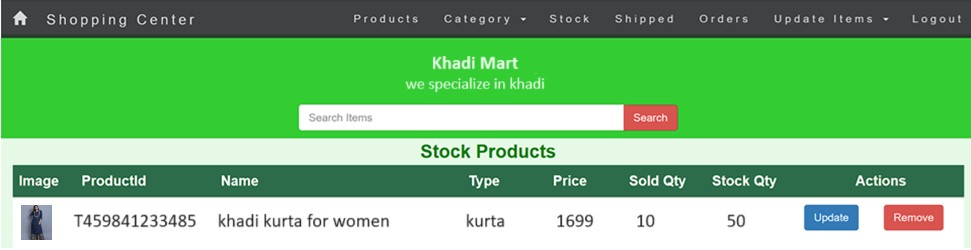 Shopping Center Products Category Stock Shipped Orders Update Items Logout
Khadi Mart
we specialize in khadi
Search Items Search
Stock Products
Image ProductId Name Type Price Sold Qty Stock Qty Actions
T459841233485 khadi kurta for women kurta 1699 10 50 Update Remove